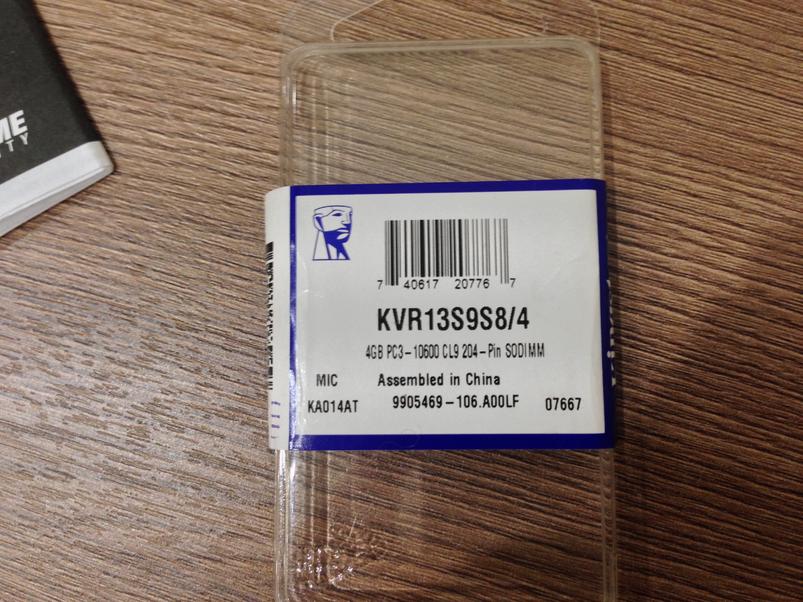 7 40617 20776 7
KVR13S9S8/4
4GB PC3-10600 CL9 204-Pin SODIMM
MIC Assembled in China
KA014AT 9905469-106.A00LF 07667